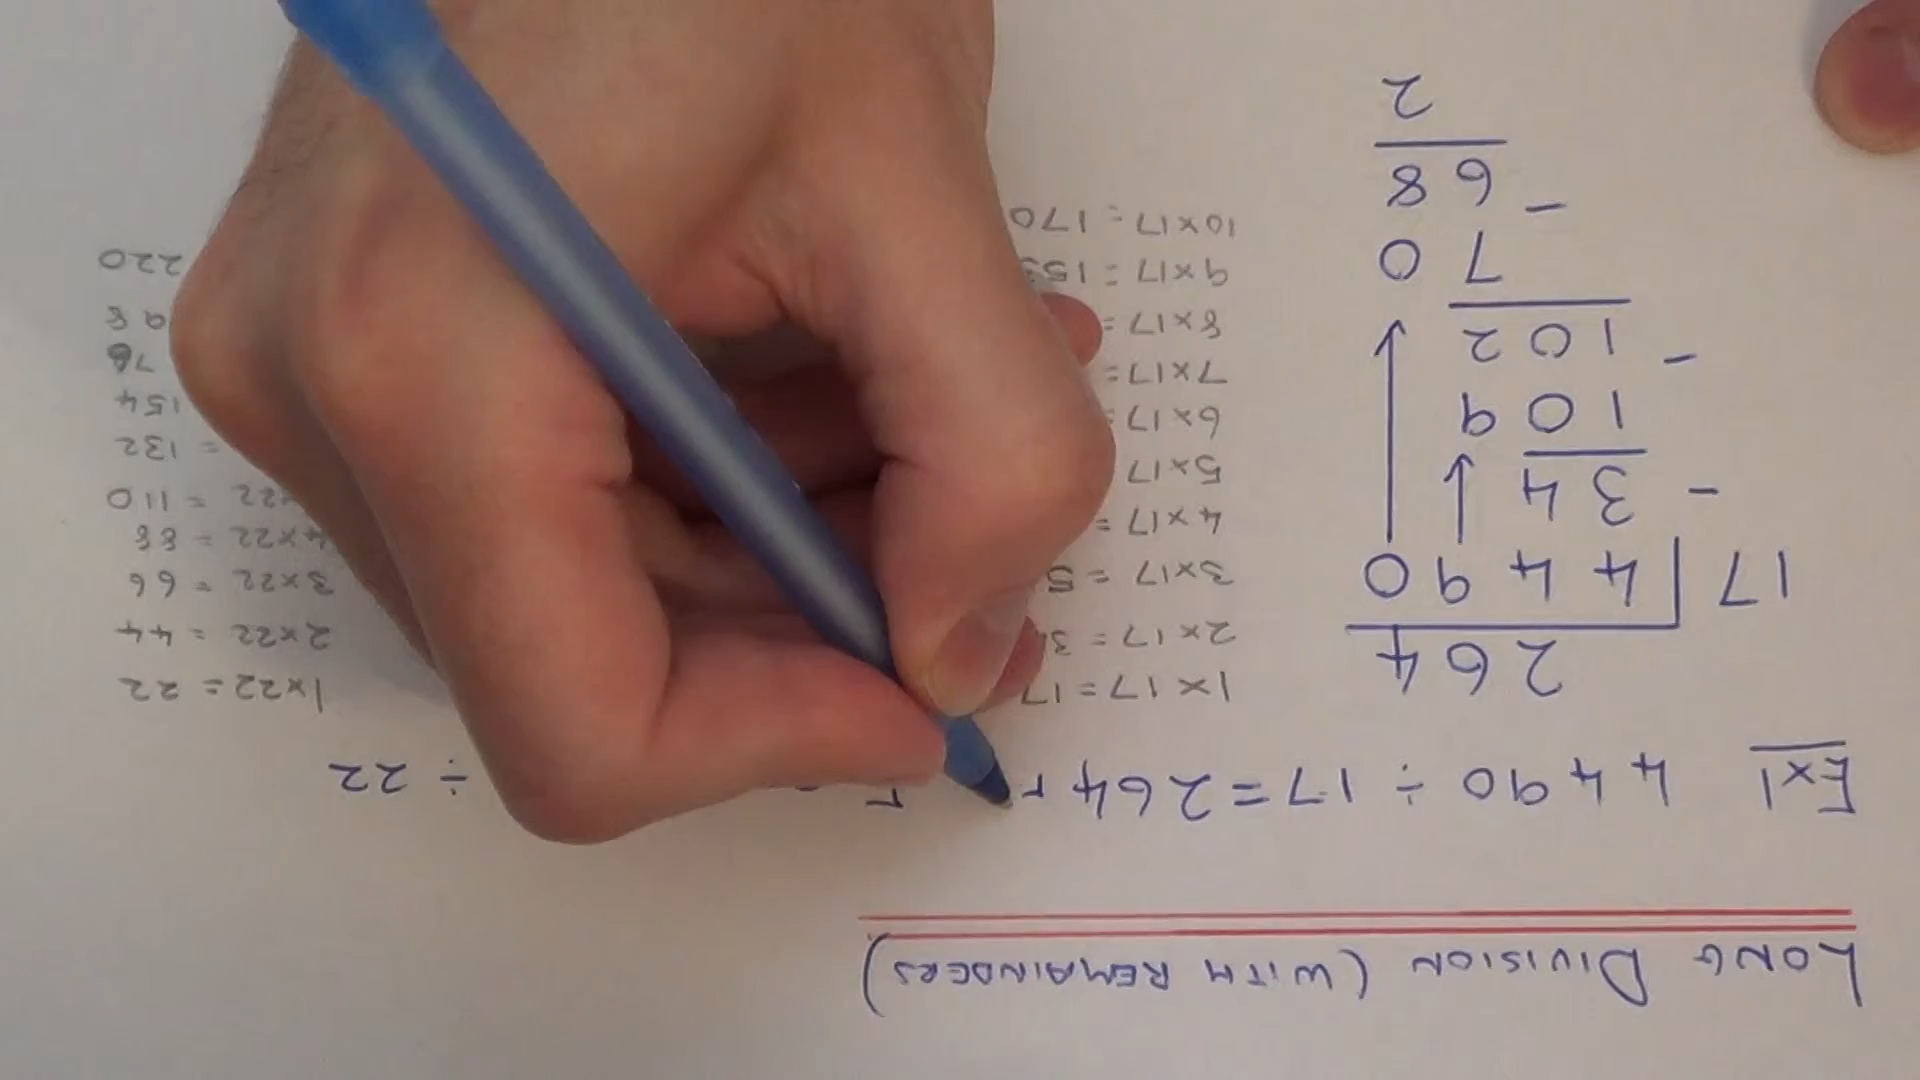 LONG DIVISION (WITH REMAINDERS)
Ex1 4490 ÷ 17 = 264 r
÷ 22
264
17 4490
- 34
109
- 102
70
- 68
2
1 x 17 = 17
2 x 17 = 3
3 x 17 = 5
4 x 17 =
5 x 17
6 x 17
7 x 17 =
8 x 17 =
9 x 17 = 153
10 x 17 = 170
1 x 22 = 22
2 x 22 = 44
3 x 22 = 66
4 x 22 = 88
x 22 = 110
= 132
154
220